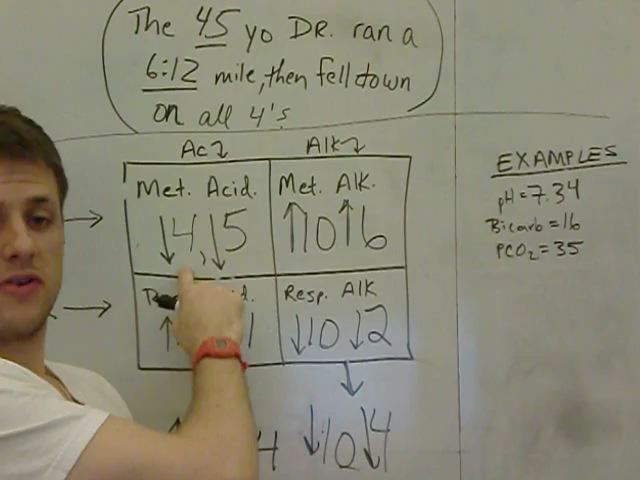 The 45 yo DR. ran a
6:12 mile, then fell down
on all 4's
Ac Alk
EXAMPLES
Met. Acid. Met Alk.
pH=7.34
↓4, ↓5 ↑10 ↑6
Bicarb=16
PCO₂=35
Resp. Alk
↑ 1 ↓10 ↓2
↑ 4 ↓10 ↓4